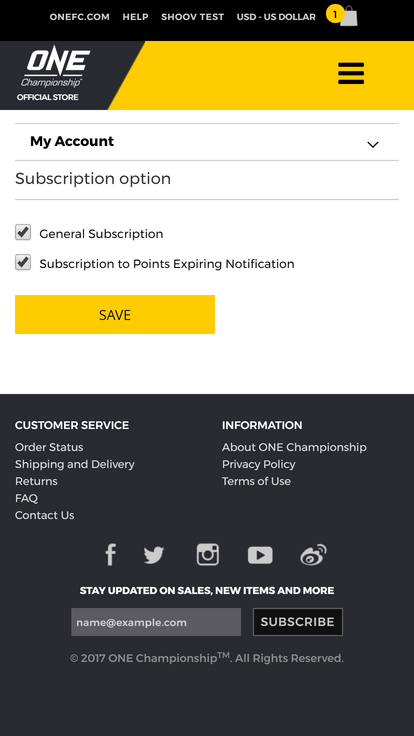 ONEFC.COM HELP SHOOV TEST USD - US DOLLAR 1
ONE
Championship™
OFFICIAL STORE
My Account
Subscription option
General Subscription
Subscription to Points Expiring Notification
SAVE
CUSTOMER SERVICE
Order Status
Shipping and Delivery
Returns
FAQ
Contact Us
INFORMATION
About ONE Championship
Privacy Policy
Terms of Use
STAY UPDATED ON SALES, NEW ITEMS AND MORE
name@example.com SUBSCRIBE
© 2017 ONE Championship™. All Rights Reserved.